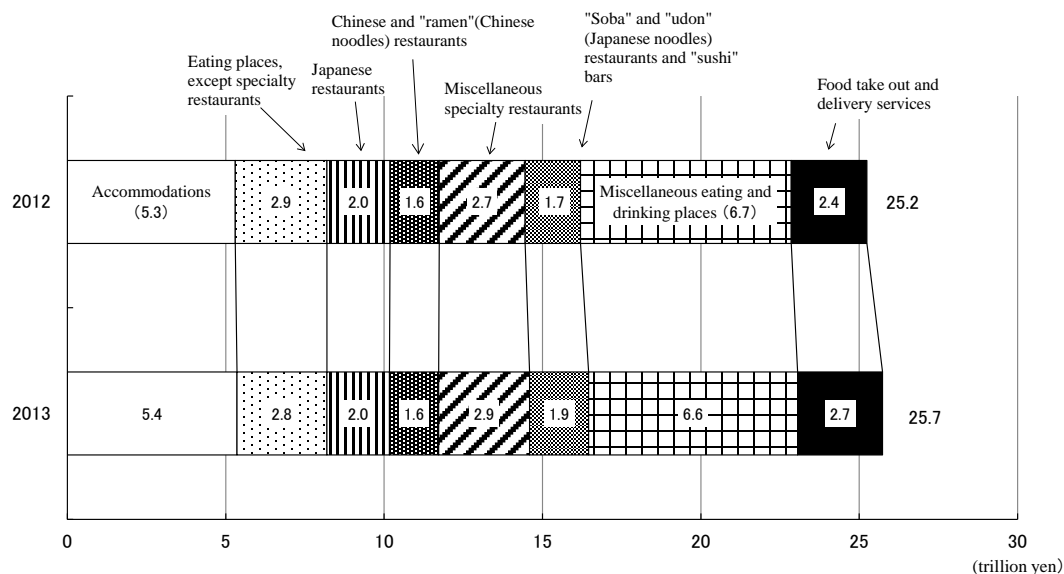 Chinese and "ramen"(Chinese
noodles) restaurants
"Soba" and "udon"
(Japanese noodles)
restaurants and "sushi"
bars
Eating places,
except specialty
restaurants
Japanese
restaurants
Miscellaneous
specialty restaurants
Food take out and
delivery services
2012
Accommodations
（5.3）
2.9
2.0
1.6
2.7
1.7
Miscellaneous eating and
drinking places（6.7）
2.4
25.2
2013
5.4
2.8
2.0
1.6
2.9
1.9
6.6
2.7
25.7
0
5
10
15
20
25
30
(trillion yen）